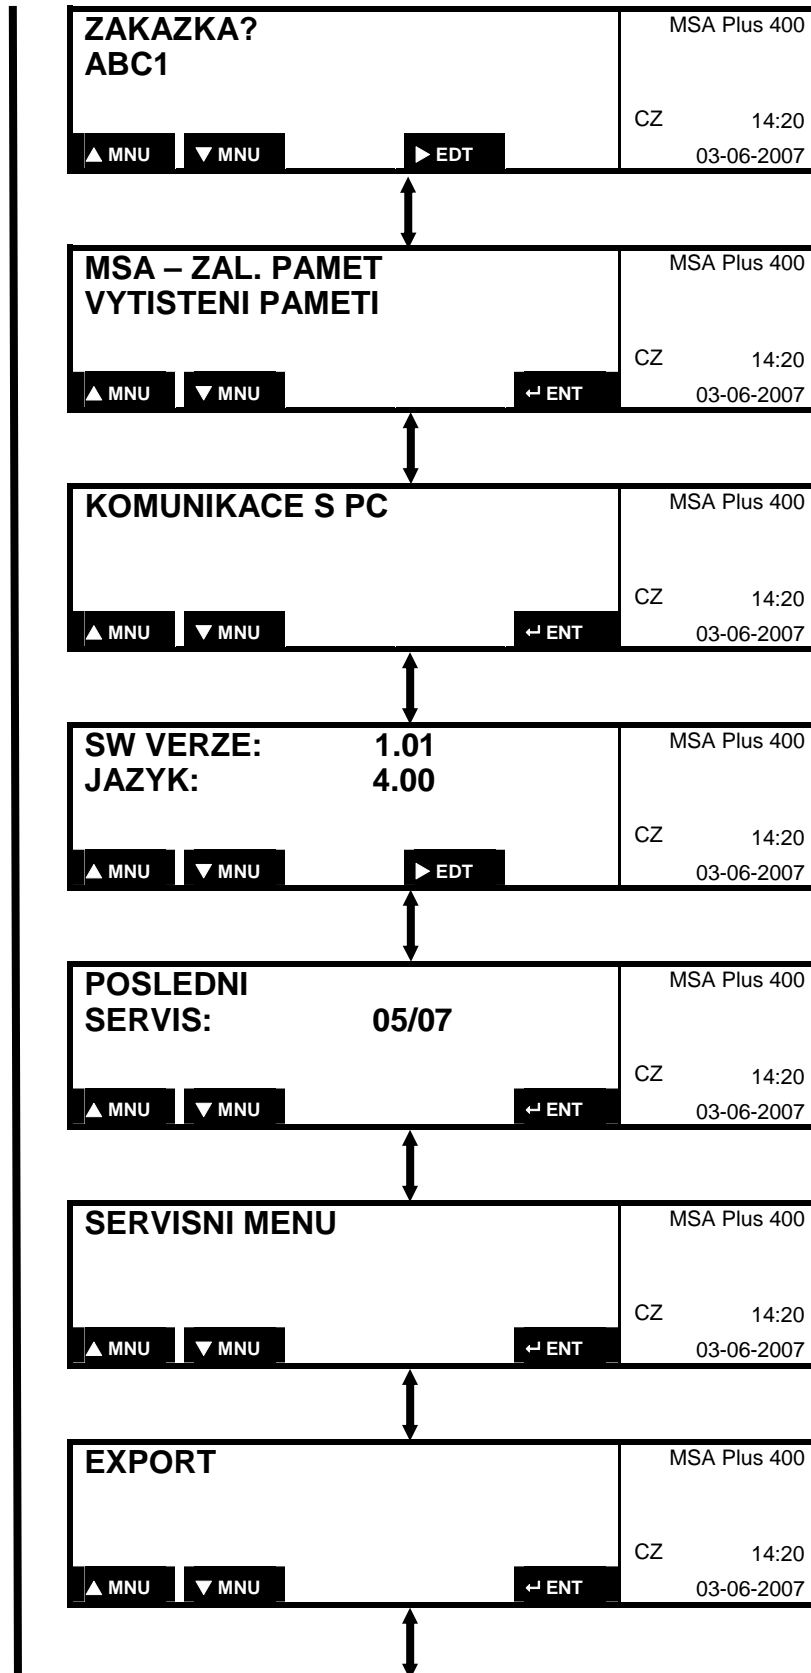 ZAKAZKA?
ABC1
MSA Plus 400
CZ 14:20
▲ MNU ▼ MNU ▶ EDT 03-06-2007
MSA – ZAL. PAMET
VYTISTENI PAMETI
MSA Plus 400
CZ 14:20
▲ MNU ▼ MNU ↵ ENT 03-06-2007
KOMUNIKACE S PC
MSA Plus 400
CZ 14:20
▲ MNU ▼ MNU ↵ ENT 03-06-2007
SW VERZE: 1.01
JAZYK: 4.00
MSA Plus 400
CZ 14:20
▲ MNU ▼ MNU ▶ EDT 03-06-2007
POSLEDNI
SERVIS: 05/07
MSA Plus 400
CZ 14:20
▲ MNU ▼ MNU ↵ ENT 03-06-2007
SERVISNI MENU
MSA Plus 400
CZ 14:20
▲ MNU ▼ MNU ↵ ENT 03-06-2007
EXPORT
MSA Plus 400
CZ 14:20
▲ MNU ▼ MNU ↵ ENT 03-06-2007